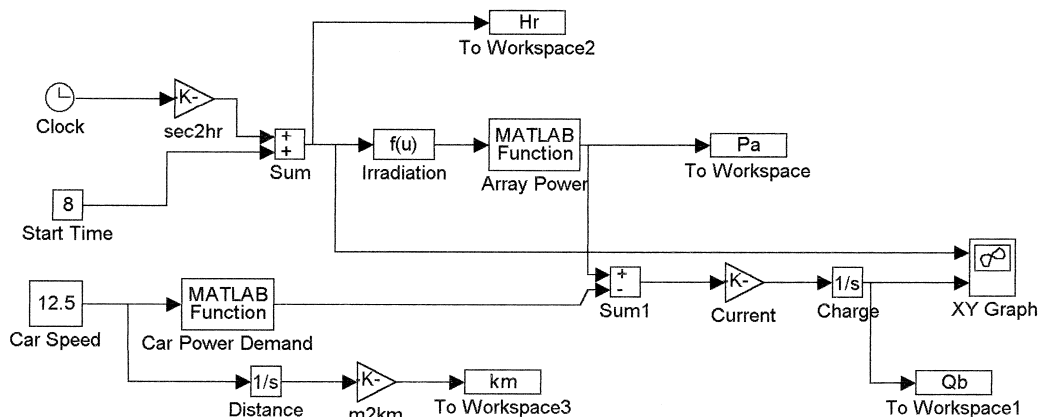 Hr
To Workspace2
K-
Clock
sec2hr
+
+
Sum
f(u)
Irradiation
MATLAB
Function
Array Power
Pa
To Workspace
8
Start Time
12.5
Car Speed
MATLAB
Function
Car Power Demand
+
-
Sum1
K-
Current
1/s
Charge
XY Graph
1/s
Distance
K-
m2km
km
To Workspace3
Qb
To Workspace1